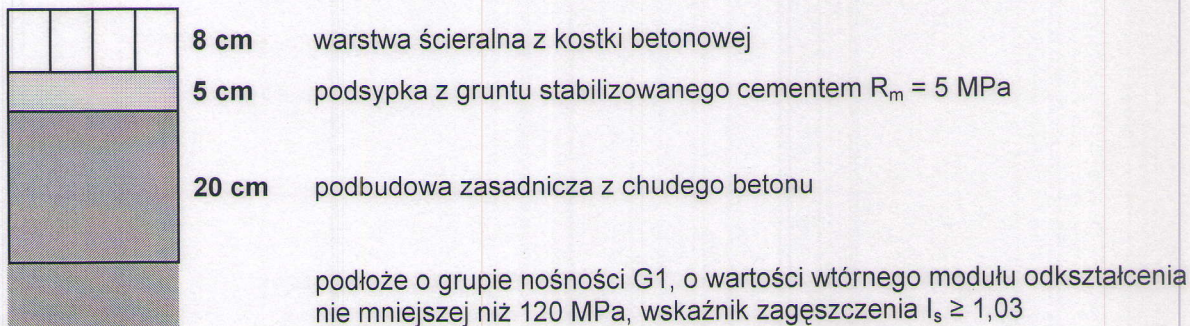 8 cm warstwa ścieralna z kostki betonowej
5 cm podsypka z gruntu stabilizowanego cementem Rm = 5 MPa
20 cm podbudowa zasadnicza z chudego betonu
podłoże o grupie nośności G1, o wartości wtórnego modułu odkształcenia
nie mniejszej niż 120 MPa, wskaźnik zagęszczenia Is ≥ 1,03